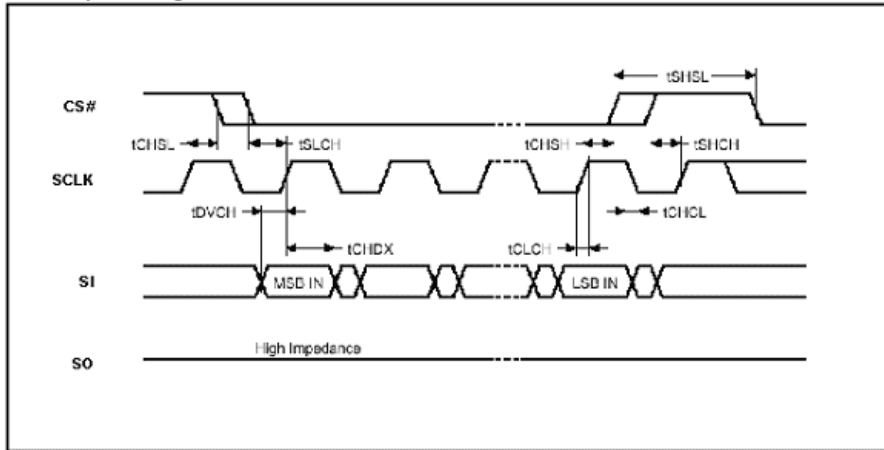 tSHSL
CS#
tCHSL
tSLCH
tCHSH
tSHCH
SCLK
tDVCH
tCHCL
tCHDX
tCLCH
SI
MSB IN
LSB IN
High Impedance
SO